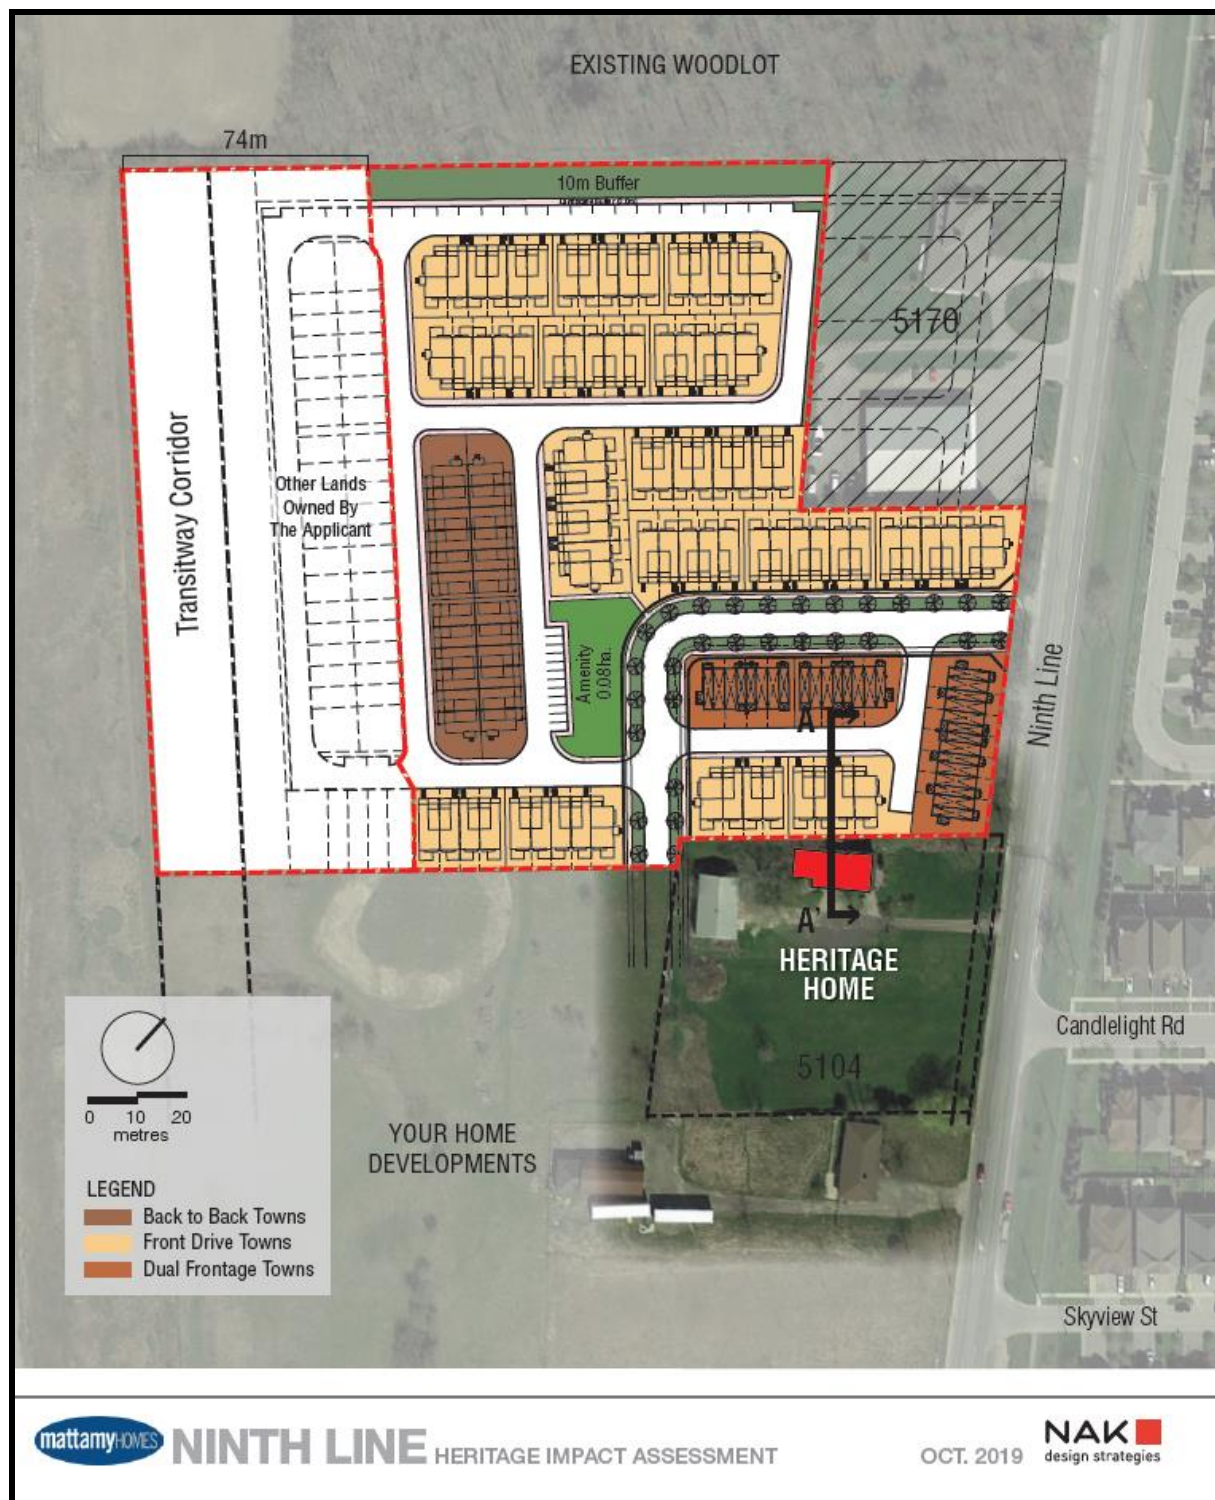 EXISTING WOODLOT
74m
10m Buffer
5170
Transitway Corridor
Other Lands
Owned By
The Applicant
Amenity
0.08ha.
Ninth Line
A
A'
HERITAGE
HOME
5104
Candlelight Rd
YOUR HOME
DEVELOPMENTS
Skyview St
0 10 20
metres
LEGEND
Back to Back Towns
Front Drive Towns
Dual Frontage Towns
mattamyHOMES
NINTH LINE HERITAGE IMPACT ASSESSMENT
OCT. 2019
NAK
design strategies